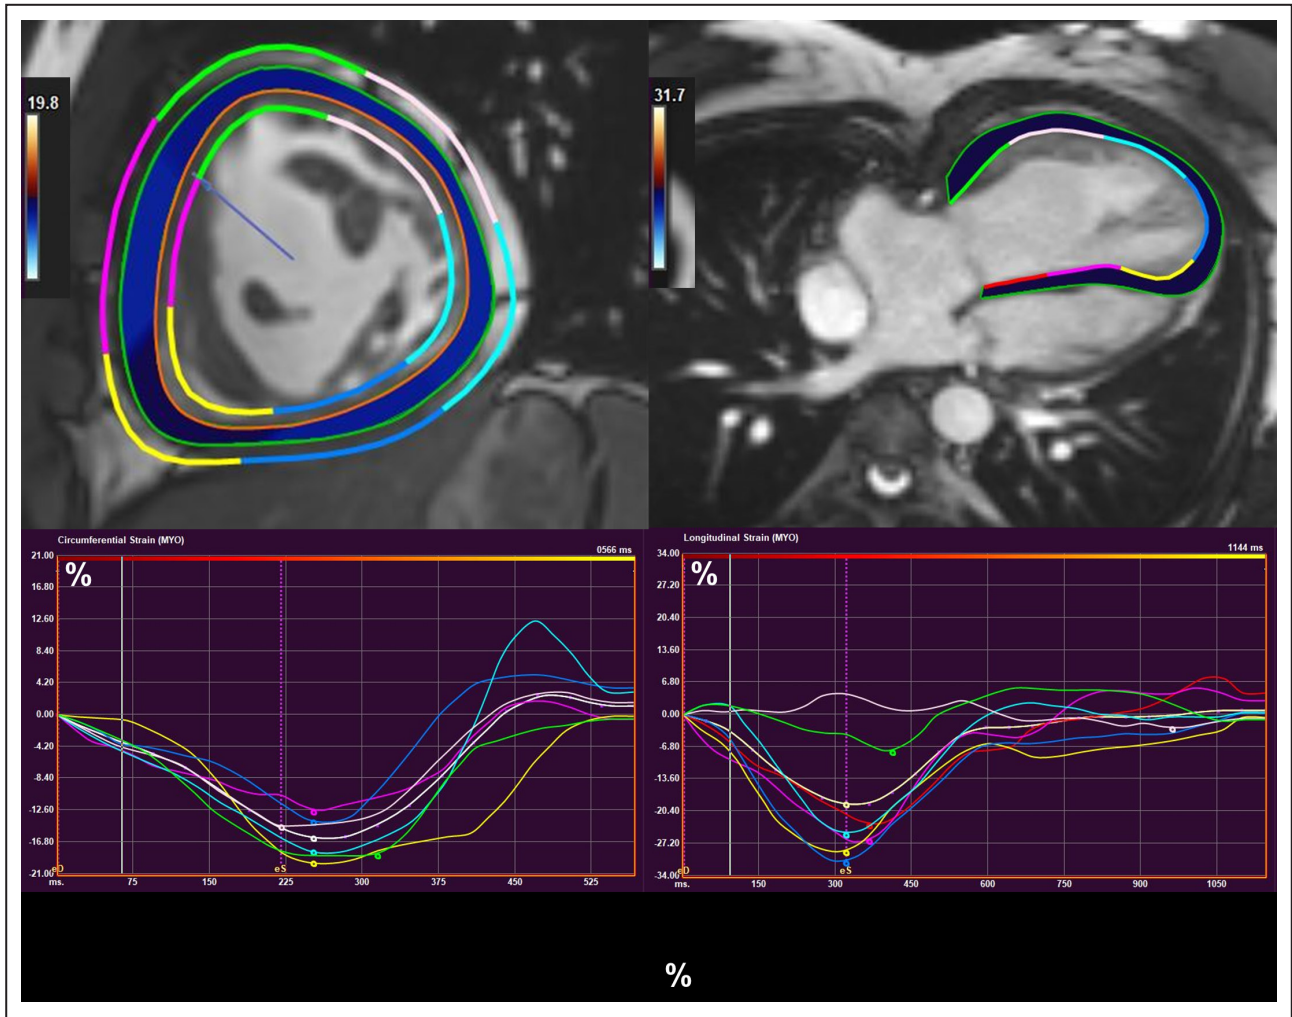 19.8
31.7
Circumferential Strain (MYO)
0566 ms
21.00
%
16.80
12.60
8.40
4.20
0.00
-4.20
-8.40
-12.60
-16.80
-21.00
eD
eS
ms. 75 150 225 300 375 450 525
Longitudinal Strain (MYO)
1144 ms
34.00
%
27.20
20.40
13.60
6.80
0.00
-6.80
-13.60
-20.40
-27.20
-34.00
eD
eS
ms. 150 300 450 600 750 900 1050
%